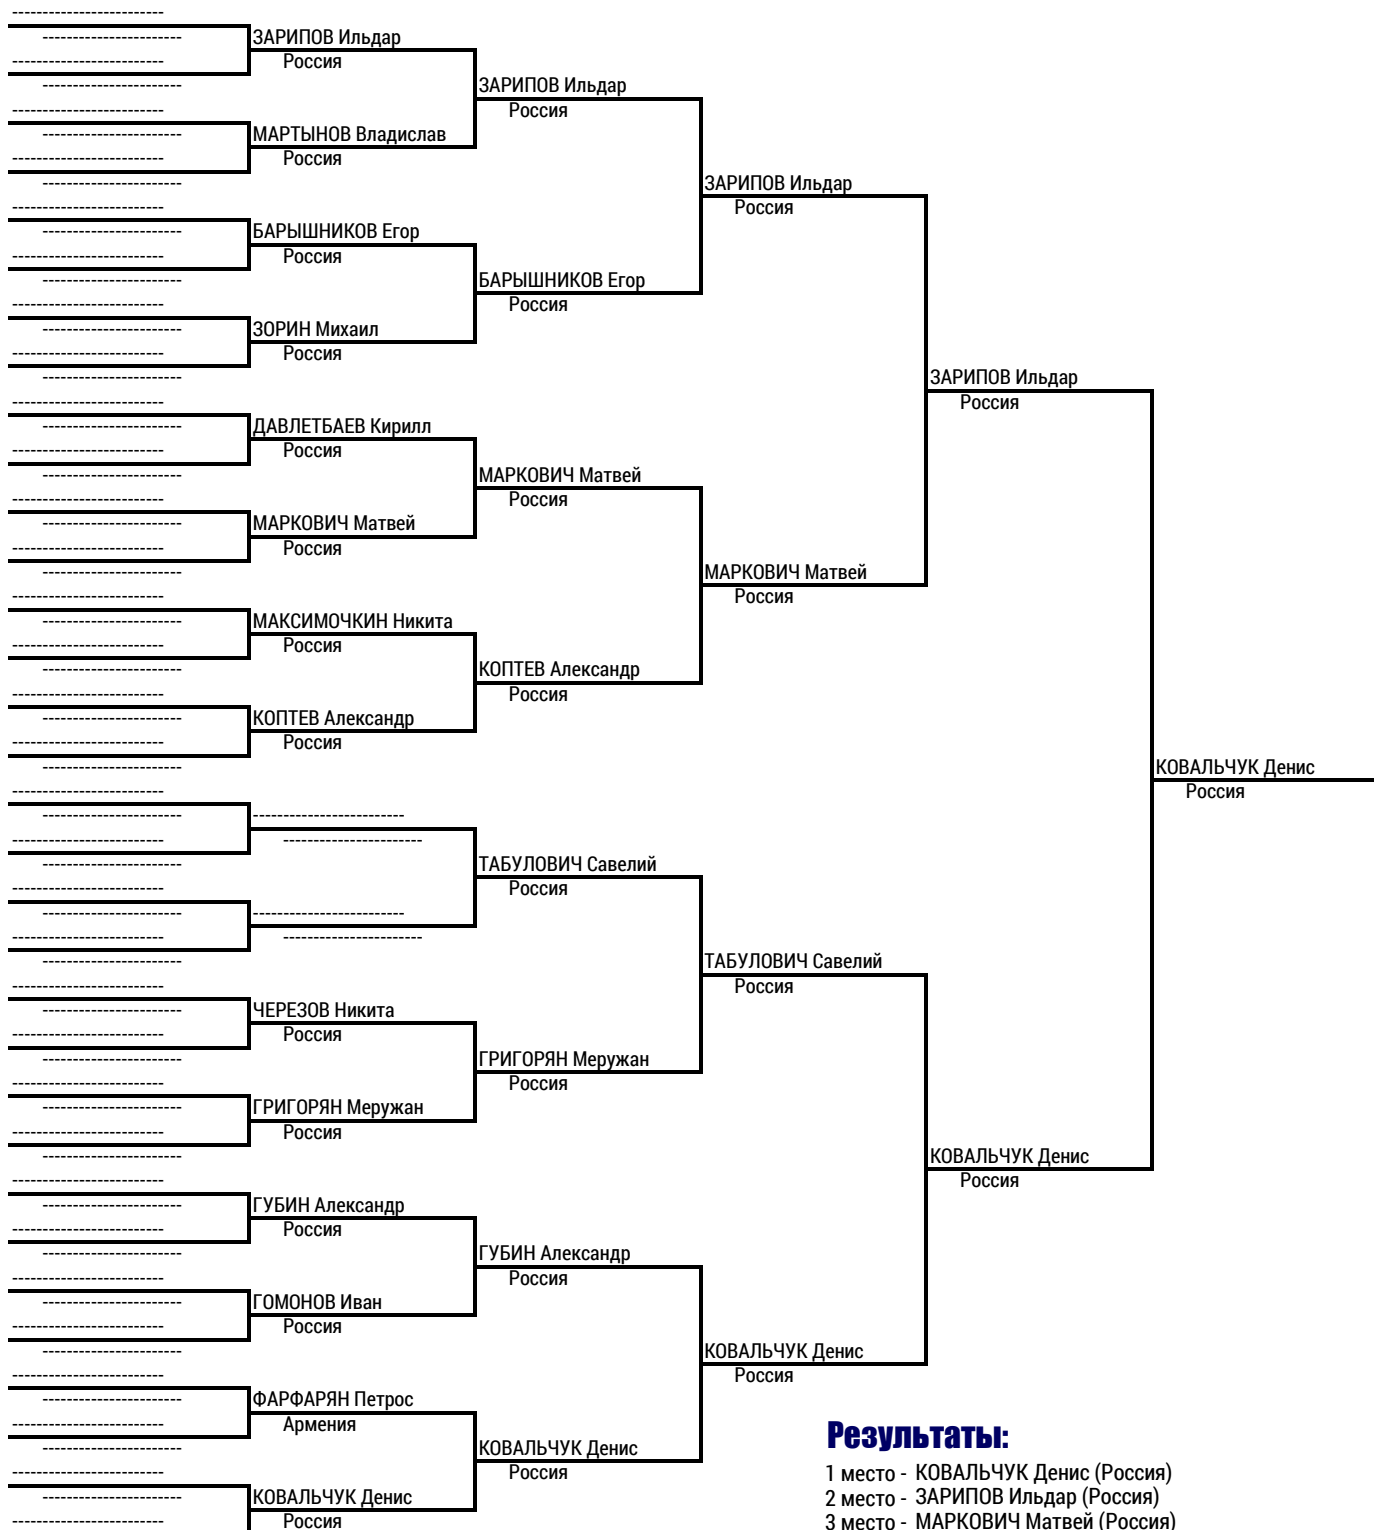 ЗАРИПОВ Ильдар
Россия
МАРТЫНОВ Владислав
Россия
БАРЫШНИКОВ Егор
Россия
ЗОРИН Михаил
Россия
ДАВЛЕТБАЕВ Кирилл
Россия
МАРКОВИЧ Матвей
Россия
МАКСИМОЧКИН Никита
Россия
КОПТЕВ Александр
Россия
ЧЕРЕЗОВ Никита
Россия
ГРИГОРЯН Меружан
Россия
ГУБИН Александр
Россия
ГОМОНОВ Иван
Россия
ФАРФАРЯН Петрос
Армения
КОВАЛЬЧУК Денис
Россия
ЗАРИПОВ Ильдар
Россия
БАРЫШНИКОВ Егор
Россия
МАРКОВИЧ Матвей
Россия
КОПТЕВ Александр
Россия
ТАБУЛОВИЧ Савелий
Россия
ГРИГОРЯН Меружан
Россия
ГУБИН Александр
Россия
КОВАЛЬЧУК Денис
Россия
ЗАРИПОВ Ильдар
Россия
МАРКОВИЧ Матвей
Россия
ТАБУЛОВИЧ Савелий
Россия
КОВАЛЬЧУК Денис
Россия
ЗАРИПОВ Ильдар
Россия
КОВАЛЬЧУК Денис
Россия
КОВАЛЬЧУК Денис
Россия
Результаты:
1 место - КОВАЛЬЧУК Денис (Россия)
2 место - ЗАРИПОВ Ильдар (Россия)
3 место - МАРКОВИЧ Матвей (Россия)